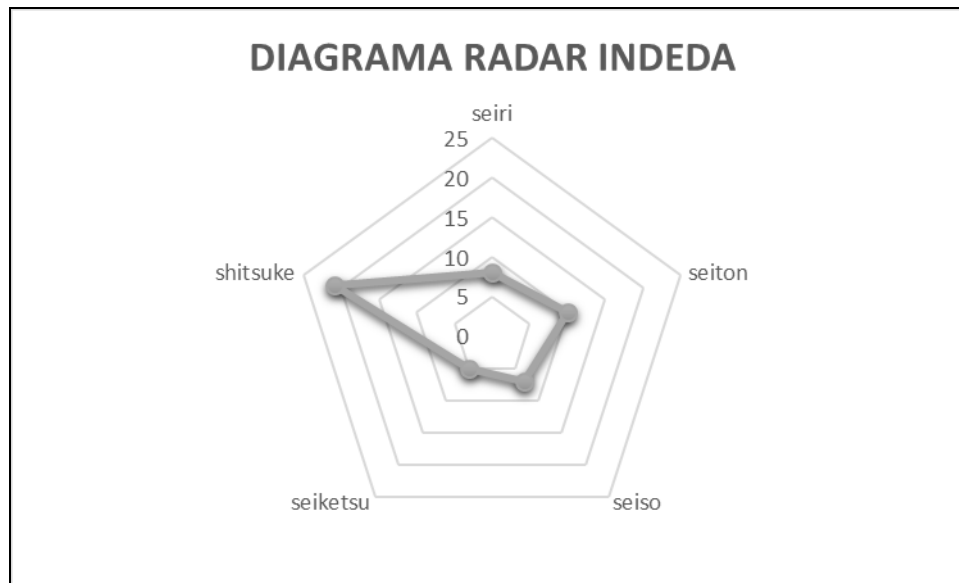 DIAGRAMA RADAR INDEDA
seiri
25
20
15
10
5
0
seiton
shitsuke
seiketsu
seiso